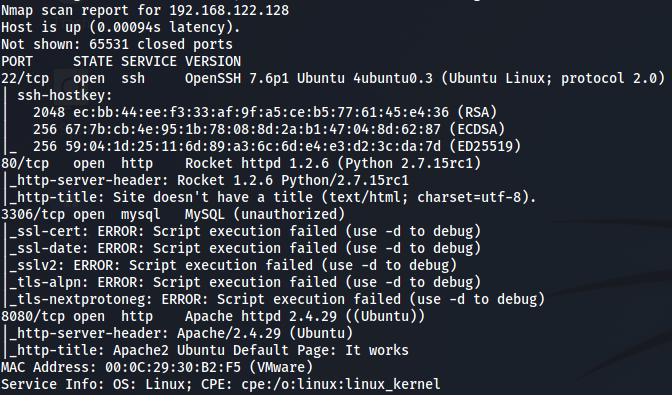 Nmap scan report for 192.168.122.128
Host is up (0.00094s latency).
Not shown: 65531 closed ports
PORT     STATE SERVICE VERSION
22/tcp   open  ssh     OpenSSH 7.6p1 Ubuntu 4ubuntu0.3 (Ubuntu Linux; protocol 2.0)
| ssh-hostkey:
|   2048 ec:bb:44:ee:f3:33:af:9f:a5:ce:b5:77:61:45:e4:36 (RSA)
|   256 67:7b:cb:4e:95:1b:78:08:8d:2a:b1:47:04:8d:62:87 (ECDSA)
|_  256 59:04:1d:25:11:6d:89:a3:6c:6d:e4:e3:d2:3c:da:7d (ED25519)
80/tcp   open  http    Rocket httpd 1.2.6 (Python 2.7.15rc1)
|_http-server-header: Rocket 1.2.6 Python/2.7.15rc1
|_http-title: Site doesn't have a title (text/html; charset=utf-8).
3306/tcp open  mysql   MySQL (unauthorized)
|_ssl-cert: ERROR: Script execution failed (use -d to debug)
|_ssl-date: ERROR: Script execution failed (use -d to debug)
|_sslv2: ERROR: Script execution failed (use -d to debug)
|_tls-alpn: ERROR: Script execution failed (use -d to debug)
|_tls-nextprotoneg: ERROR: Script execution failed (use -d to debug)
8080/tcp open  http    Apache httpd 2.4.29 ((Ubuntu))
|_http-server-header: Apache/2.4.29 (Ubuntu)
|_http-title: Apache2 Ubuntu Default Page: It works
MAC Address: 00:0C:29:30:B2:F5 (VMware)
Service Info: OS: Linux; CPE: cpe:/o:linux:linux_kernel